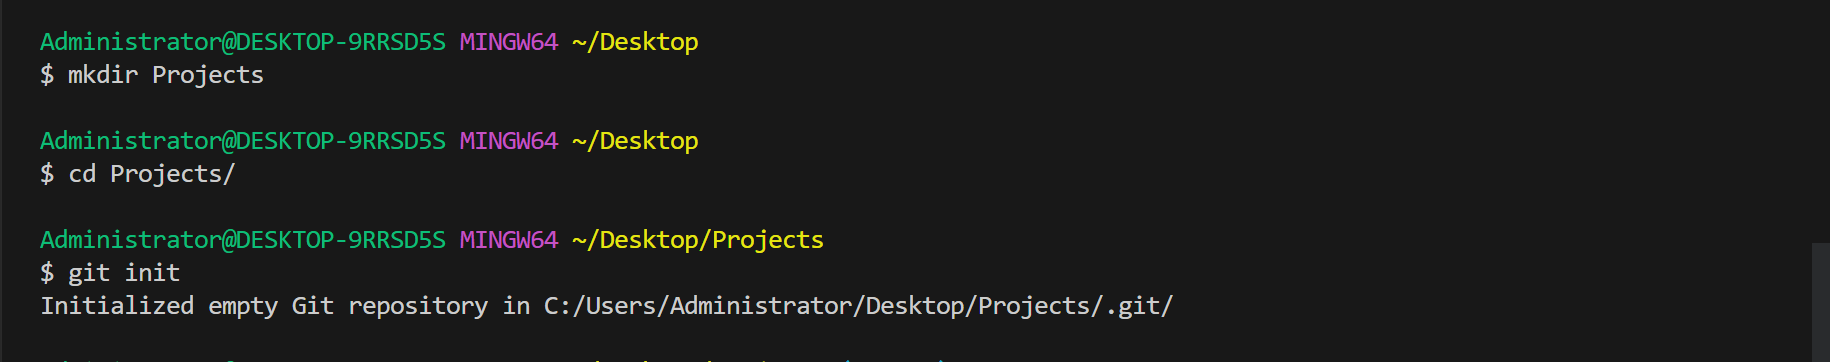 Administrator@DESKTOP-9RRSD5S MINGW64 ~/Desktop
$ mkdir Projects
Administrator@DESKTOP-9RRSD5S MINGW64 ~/Desktop
$ cd Projects/
Administrator@DESKTOP-9RRSD5S MINGW64 ~/Desktop/Projects
$ git init
Initialized empty Git repository in C:/Users/Administrator/Desktop/Projects/.git/